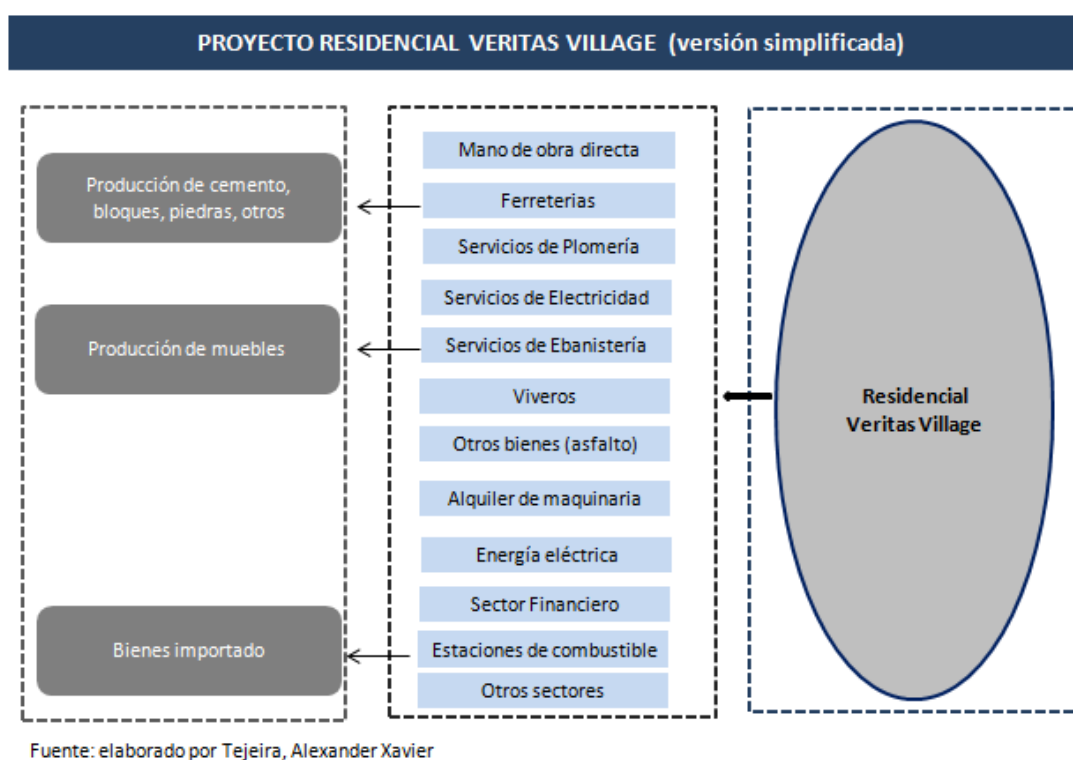 PROYECTO RESIDENCIAL VERITAS VILLAGE (versión simplificada)
Producción de cemento,
bloques, piedras, otros
Producción de muebles
Bienes importado
Mano de obra directa
Ferreterias
Servicios de Plomería
Servicios de Electricidad
Servicios de Ebanistería
Viveros
Otros bienes (asfalto)
Alquiler de maquinaria
Energía eléctrica
Sector Financiero
Estaciones de combustible
Otros sectores
Residencial
Veritas Village
Fuente: elaborado por Tejeira, Alexander Xavier